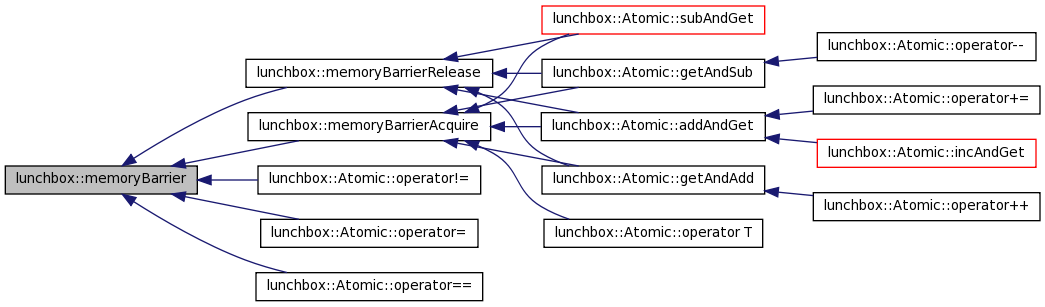 lunchbox::memoryBarrier
lunchbox::memoryBarrierRelease
lunchbox::memoryBarrierAcquire
lunchbox::Atomic::operator!=
lunchbox::Atomic::operator=
lunchbox::Atomic::operator==
lunchbox::Atomic::subAndGet
lunchbox::Atomic::getAndSub
lunchbox::Atomic::addAndGet
lunchbox::Atomic::getAndAdd
lunchbox::Atomic::operator T
lunchbox::Atomic::operator--
lunchbox::Atomic::operator+=
lunchbox::Atomic::incAndGet
lunchbox::Atomic::operator++